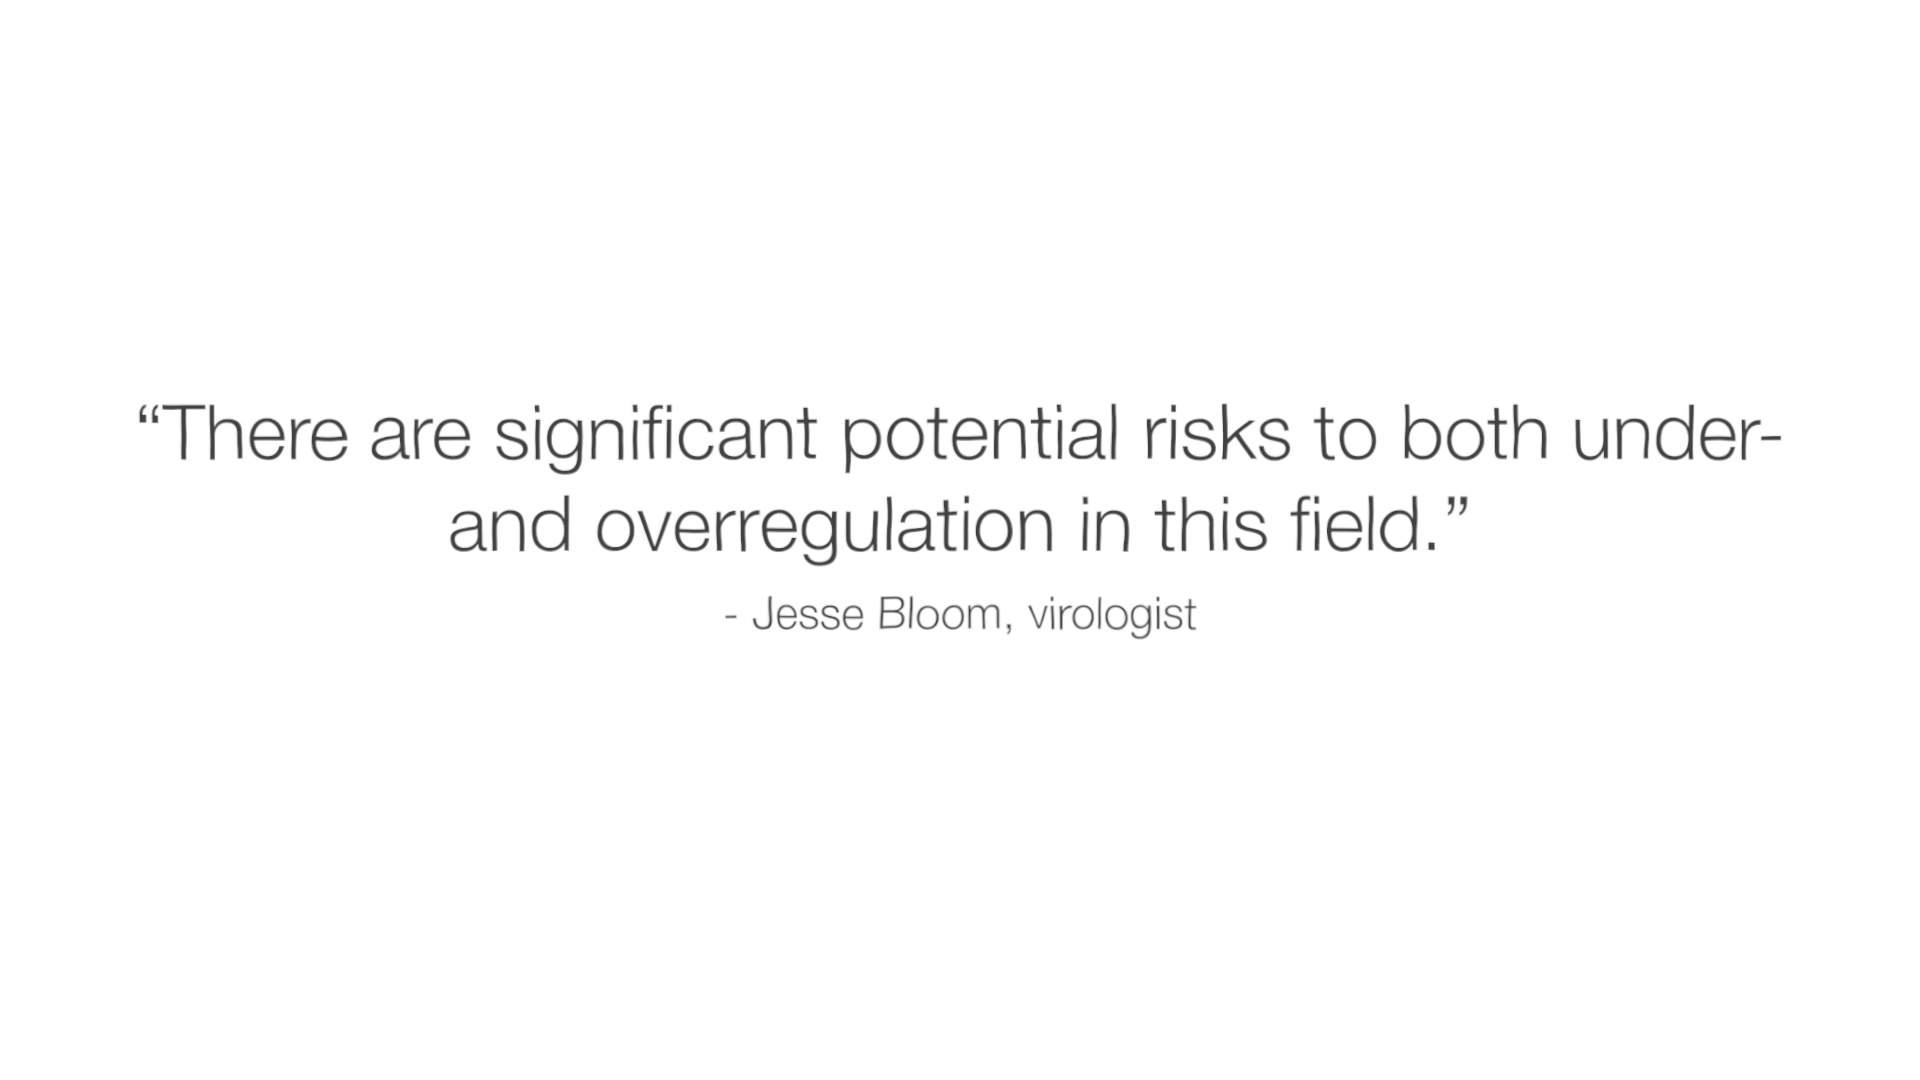 “There are significant potential risks to both under-
and overregulation in this field.”
- Jesse Bloom, virologist